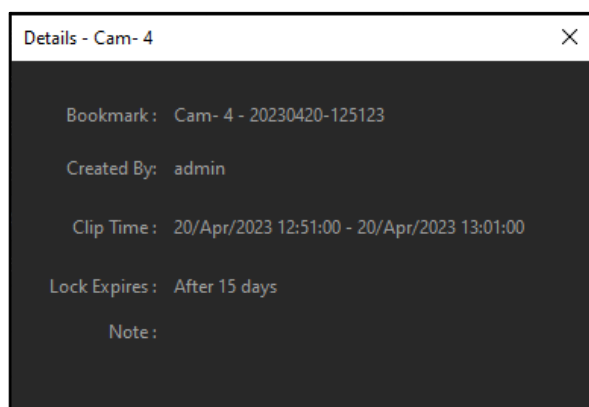 Details - Cam- 4
Bookmark : Cam- 4 - 20230420-125123
Created By: admin
Clip Time : 20/Apr/2023 12:51:00 - 20/Apr/2023 13:01:00
Lock Expires : After 15 days
Note :